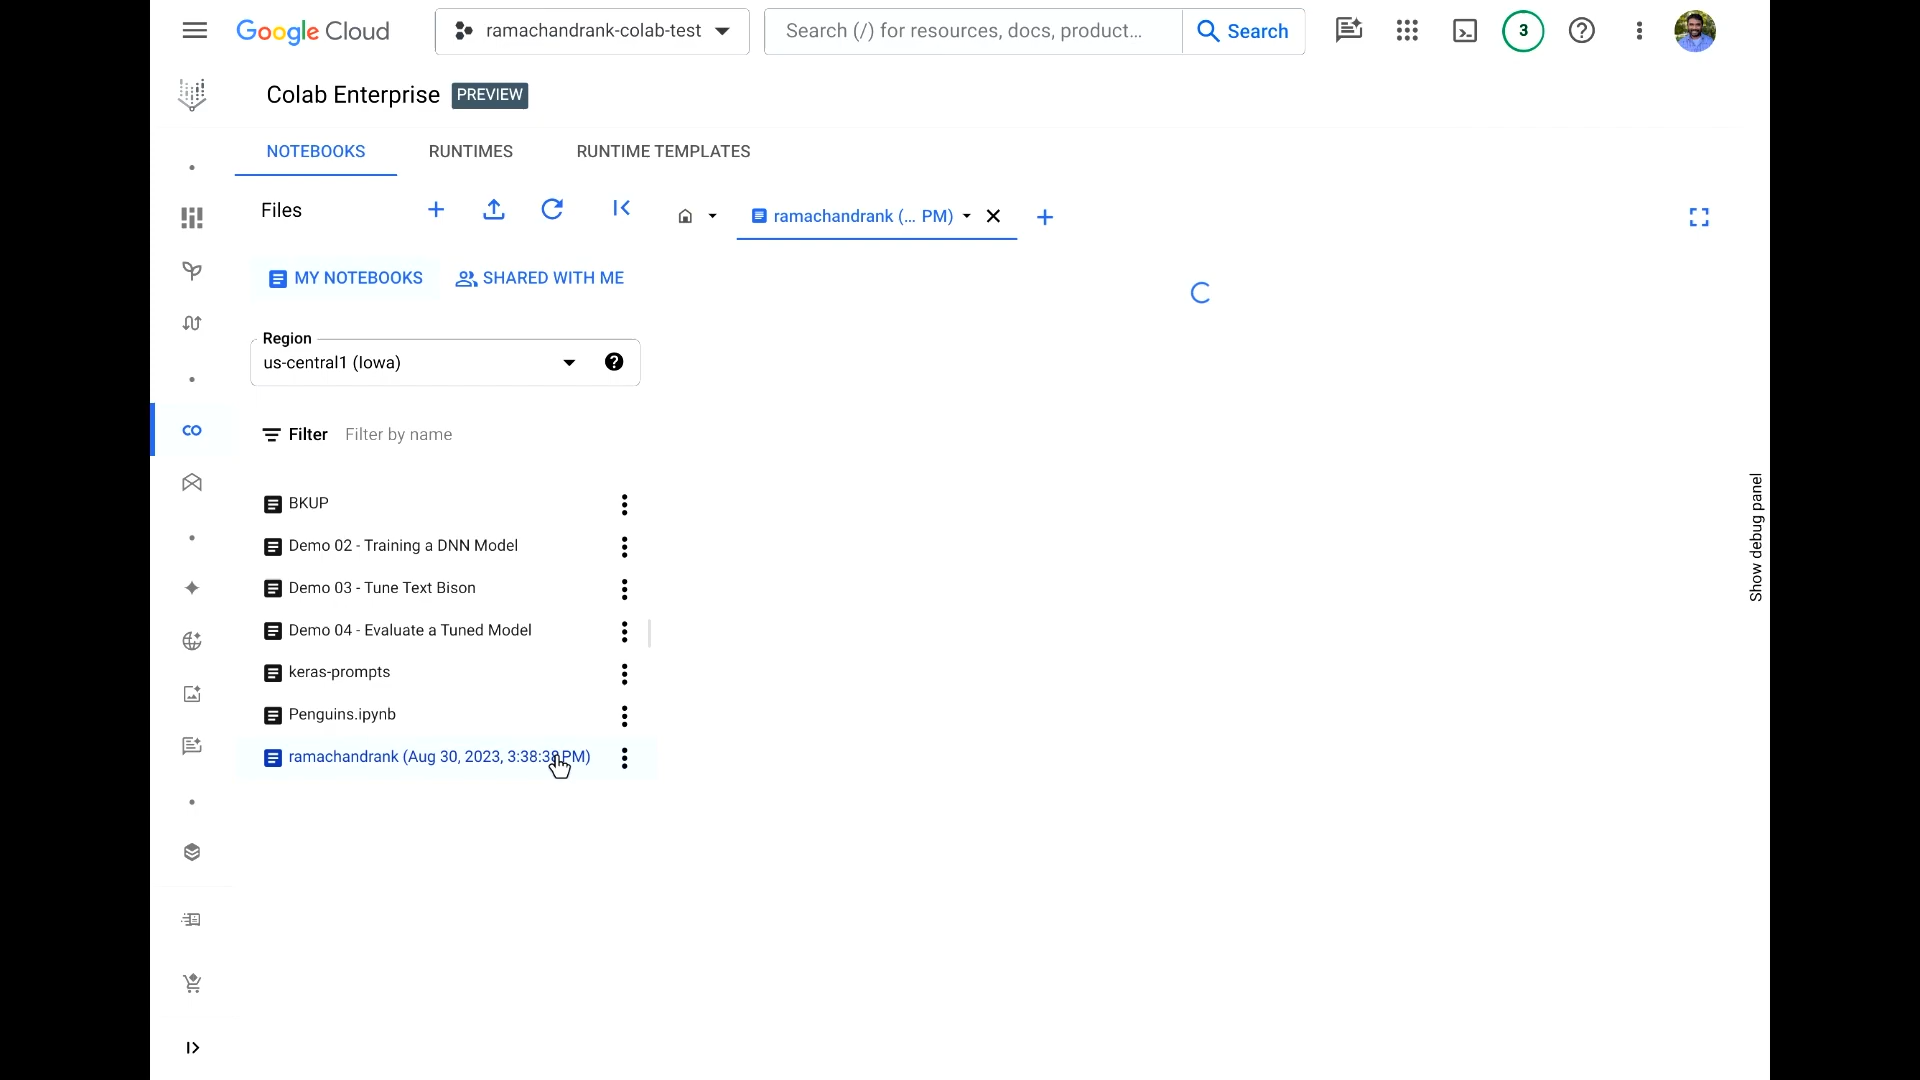 Google Cloud
ramachandrank-colab-test
Search (/) for resources, docs, product...
Search
3
Colab Enterprise
PREVIEW
NOTEBOOKS
RUNTIMES
RUNTIME TEMPLATES
Files
ramachandrank (... PM)
MY NOTEBOOKS
SHARED WITH ME
Region
us-central1 (Iowa)
Filter
Filter by name
BKUP
Demo 02 - Training a DNN Model
Demo 03 - Tune Text Bison
Demo 04 - Evaluate a Tuned Model
keras-prompts
Penguins.ipynb
ramachandrank (Aug 30, 2023, 3:38:38 PM)
Show debug panel